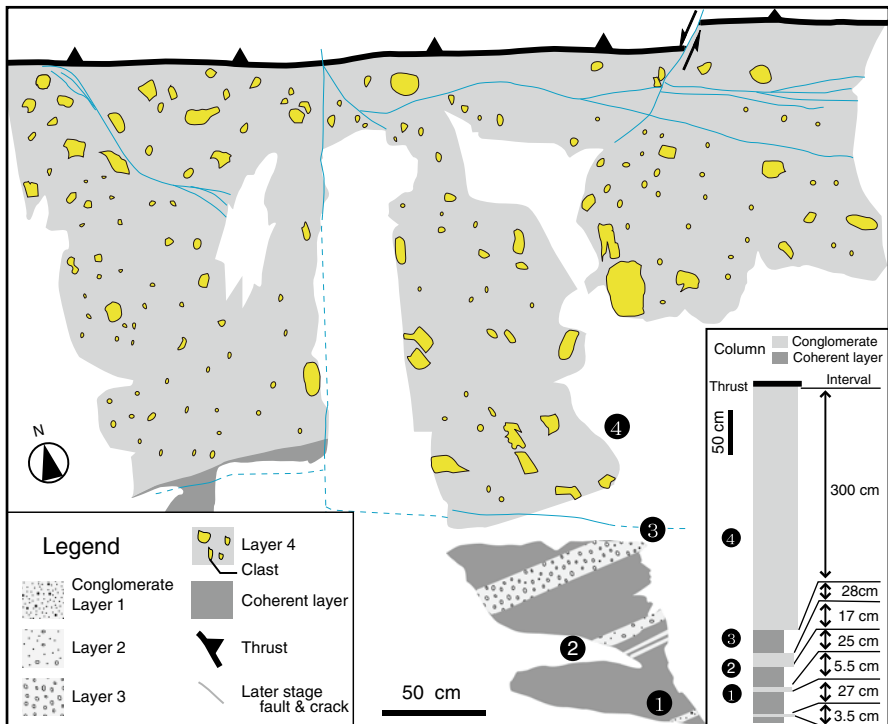 N
4
3
2
1
50 cm
Legend
Conglomerate
Layer 1
Layer 2
Layer 3
Layer 4
Clast
Coherent layer
Thrust
Later stage
fault & crack
Column
Conglomerate
Coherent layer
Thrust
Interval
50 cm
4
3
2
1
300 cm
28cm
17 cm
25 cm
5.5 cm
27 cm
3.5 cm